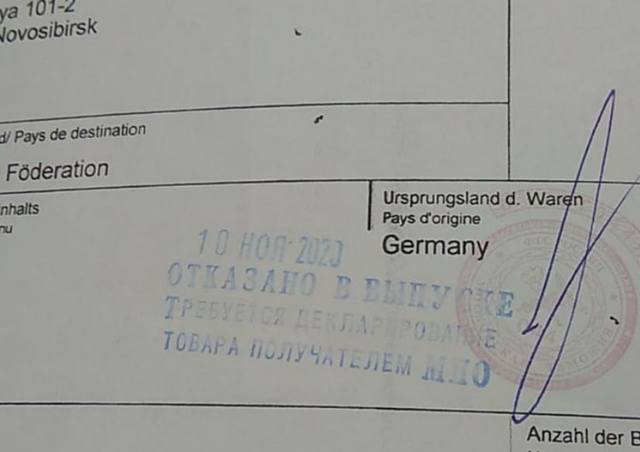 ya 101-2
Novosibirsk
d/ Pays de destination
Föderation
nhalts
nu
Ursprungsland d. Waren
Pays d'origine
Germany
10 НОЯ 2020
ОТКАЗАНО В ВЫПУСКЕ
ТРЕБУЕТСЯ ДЕКЛАРИРОВАНИЕ
ТОВАРА ПОЛУЧАТЕЛЕМ МПО
Anzahl der B